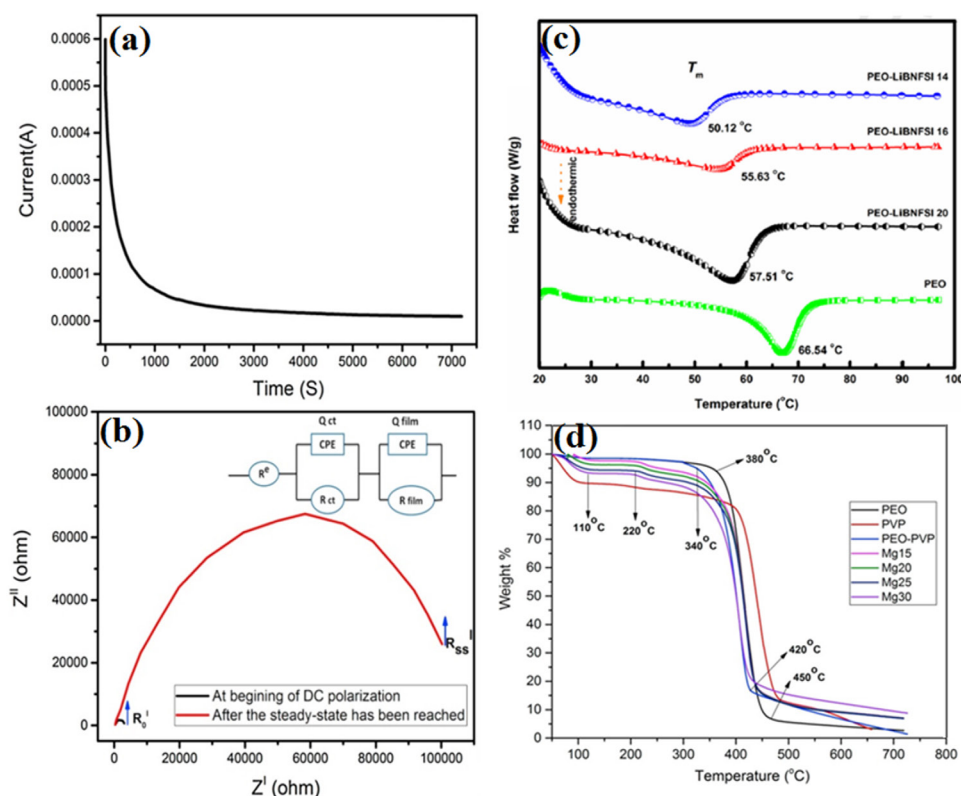 (a)
0.0006
0.0005
0.0004
0.0003
0.0002
0.0001
0.0000
Current(A)
0 1000 2000 3000 4000 5000 6000 7000
Time (S)
(b)
100000
80000
60000
40000
20000
0
Z^II (ohm)
Q ct
Q film
CPE
CPE
R^e
R ct
R film
R_0^I
R_SS^I
At begining of DC polarization
After the steady-state has been reached
0 20000 40000 60000 80000 100000
Z^I (ohm)
(c)
T_m
PEO-LiBNFSI 14
50.12 °C
PEO-LiBNFSI 16
55.63 °C
endothermic
PEO-LiBNFSI 20
57.51 °C
PEO
66.54 °C
Heat flow (W/g)
20 30 40 50 60 70 80 90 100
Temperature (°C)
(d)
110
100
90
80
70
60
50
40
30
20
10
0
Weight %
380°C
110°C
220°C
340°C
420°C
450°C
PEO
PVP
PEO-PVP
Mg15
Mg20
Mg25
Mg30
100 200 300 400 500 600 700 800
Temperature (°C)